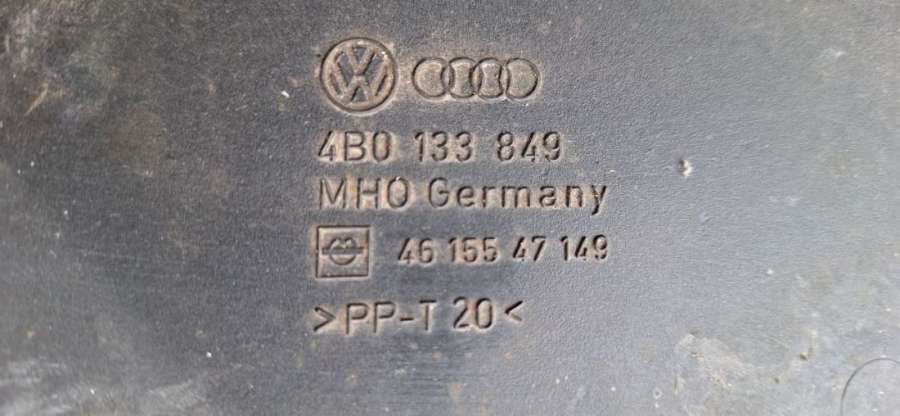 4B0 133 849
MHO Germany
46 155 47 149
>PP-T 20<